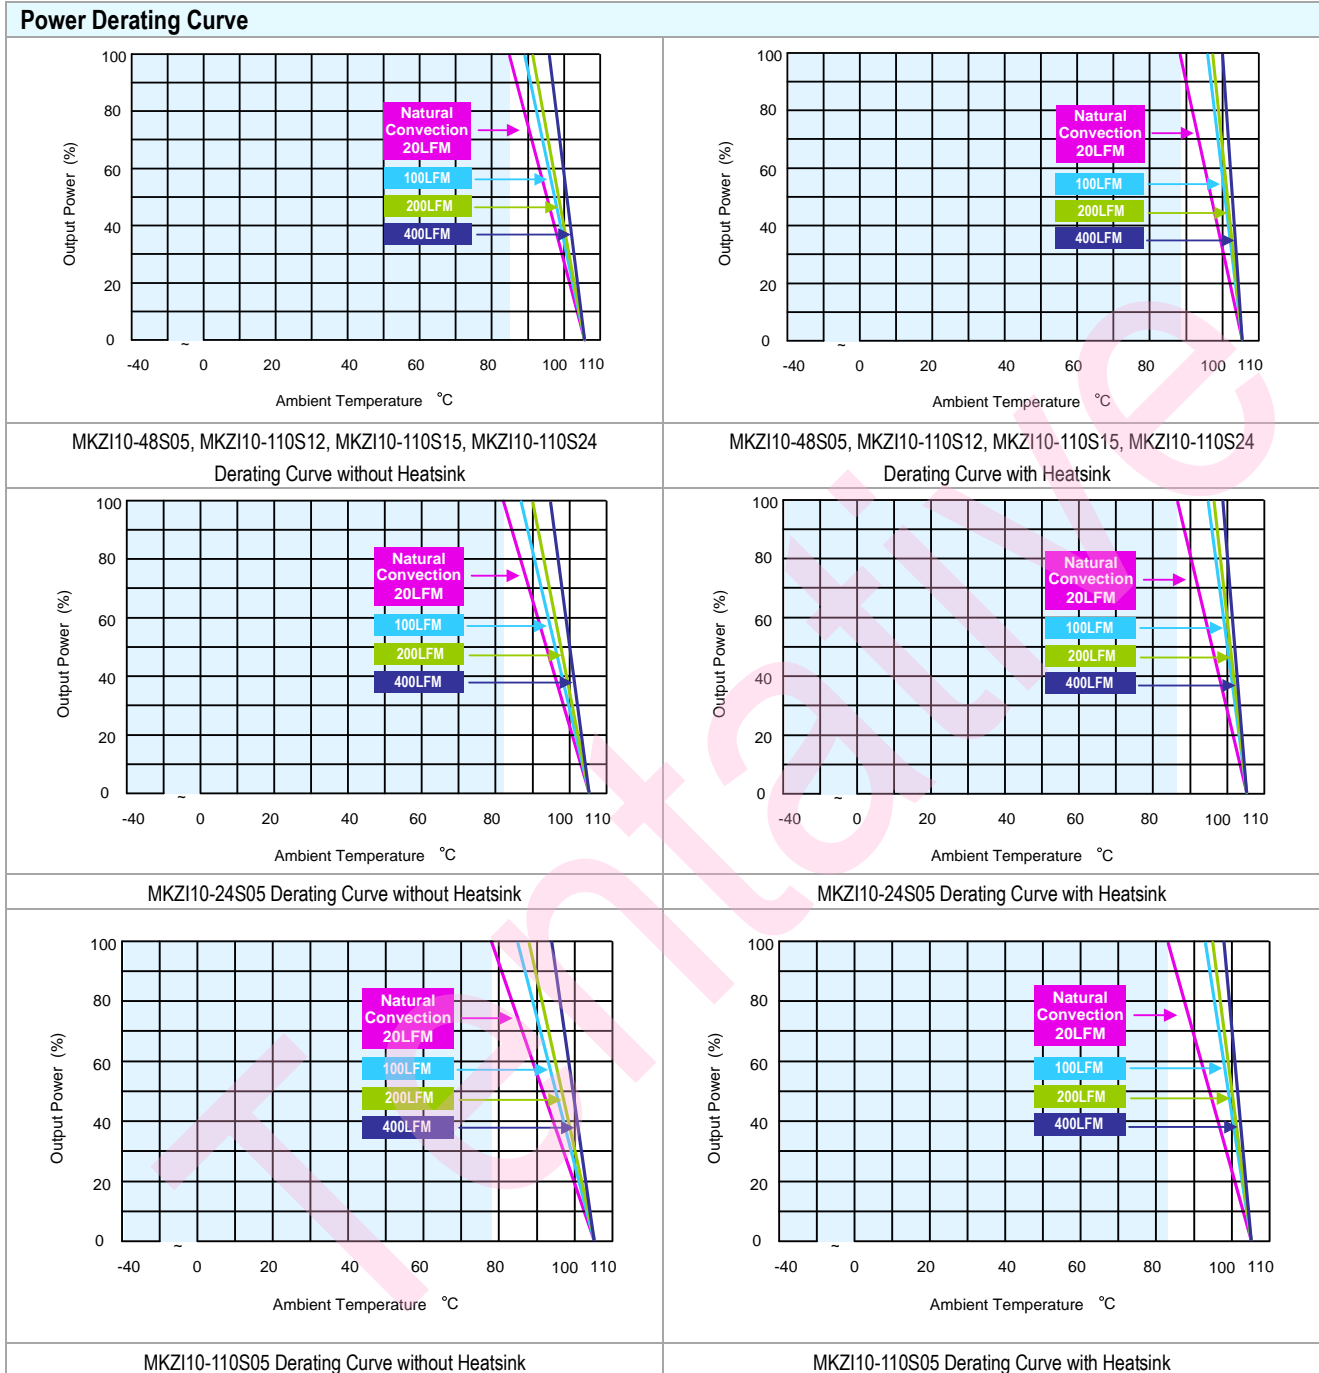 Power Derating Curve
100
80
60
40
20
0
Output Power (%)
Natural
Convection
20LFM
100LFM
200LFM
400LFM
~
-40 0 20 40 60 80 100 110
Ambient Temperature °C
MKZI10-48S05, MKZI10-110S12, MKZI10-110S15, MKZI10-110S24
Derating Curve without Heatsink
100
80
60
40
20
0
Output Power (%)
Natural
Convection
20LFM
100LFM
200LFM
400LFM
~
-40 0 20 40 60 80 100 110
Ambient Temperature °C
MKZI10-48S05, MKZI10-110S12, MKZI10-110S15, MKZI10-110S24
Derating Curve with Heatsink
100
80
60
40
20
0
Output Power (%)
Natural
Convection
20LFM
100LFM
200LFM
400LFM
~
-40 0 20 40 60 80 100 110
Ambient Temperature °C
MKZI10-24S05 Derating Curve without Heatsink
100
80
60
40
20
0
Output Power (%)
Natural
Convection
20LFM
100LFM
200LFM
400LFM
~
-40 0 20 40 60 80 100 110
Ambient Temperature °C
MKZI10-24S05 Derating Curve with Heatsink
100
80
60
40
20
0
Output Power (%)
Natural
Convection
20LFM
100LFM
200LFM
400LFM
~
-40 0 20 40 60 80 100 110
Ambient Temperature °C
MKZI10-110S05 Derating Curve without Heatsink
100
80
60
40
20
0
Output Power (%)
Natural
Convection
20LFM
100LFM
200LFM
400LFM
~
-40 0 20 40 60 80 100 110
Ambient Temperature °C
MKZI10-110S05 Derating Curve with Heatsink
Tentative